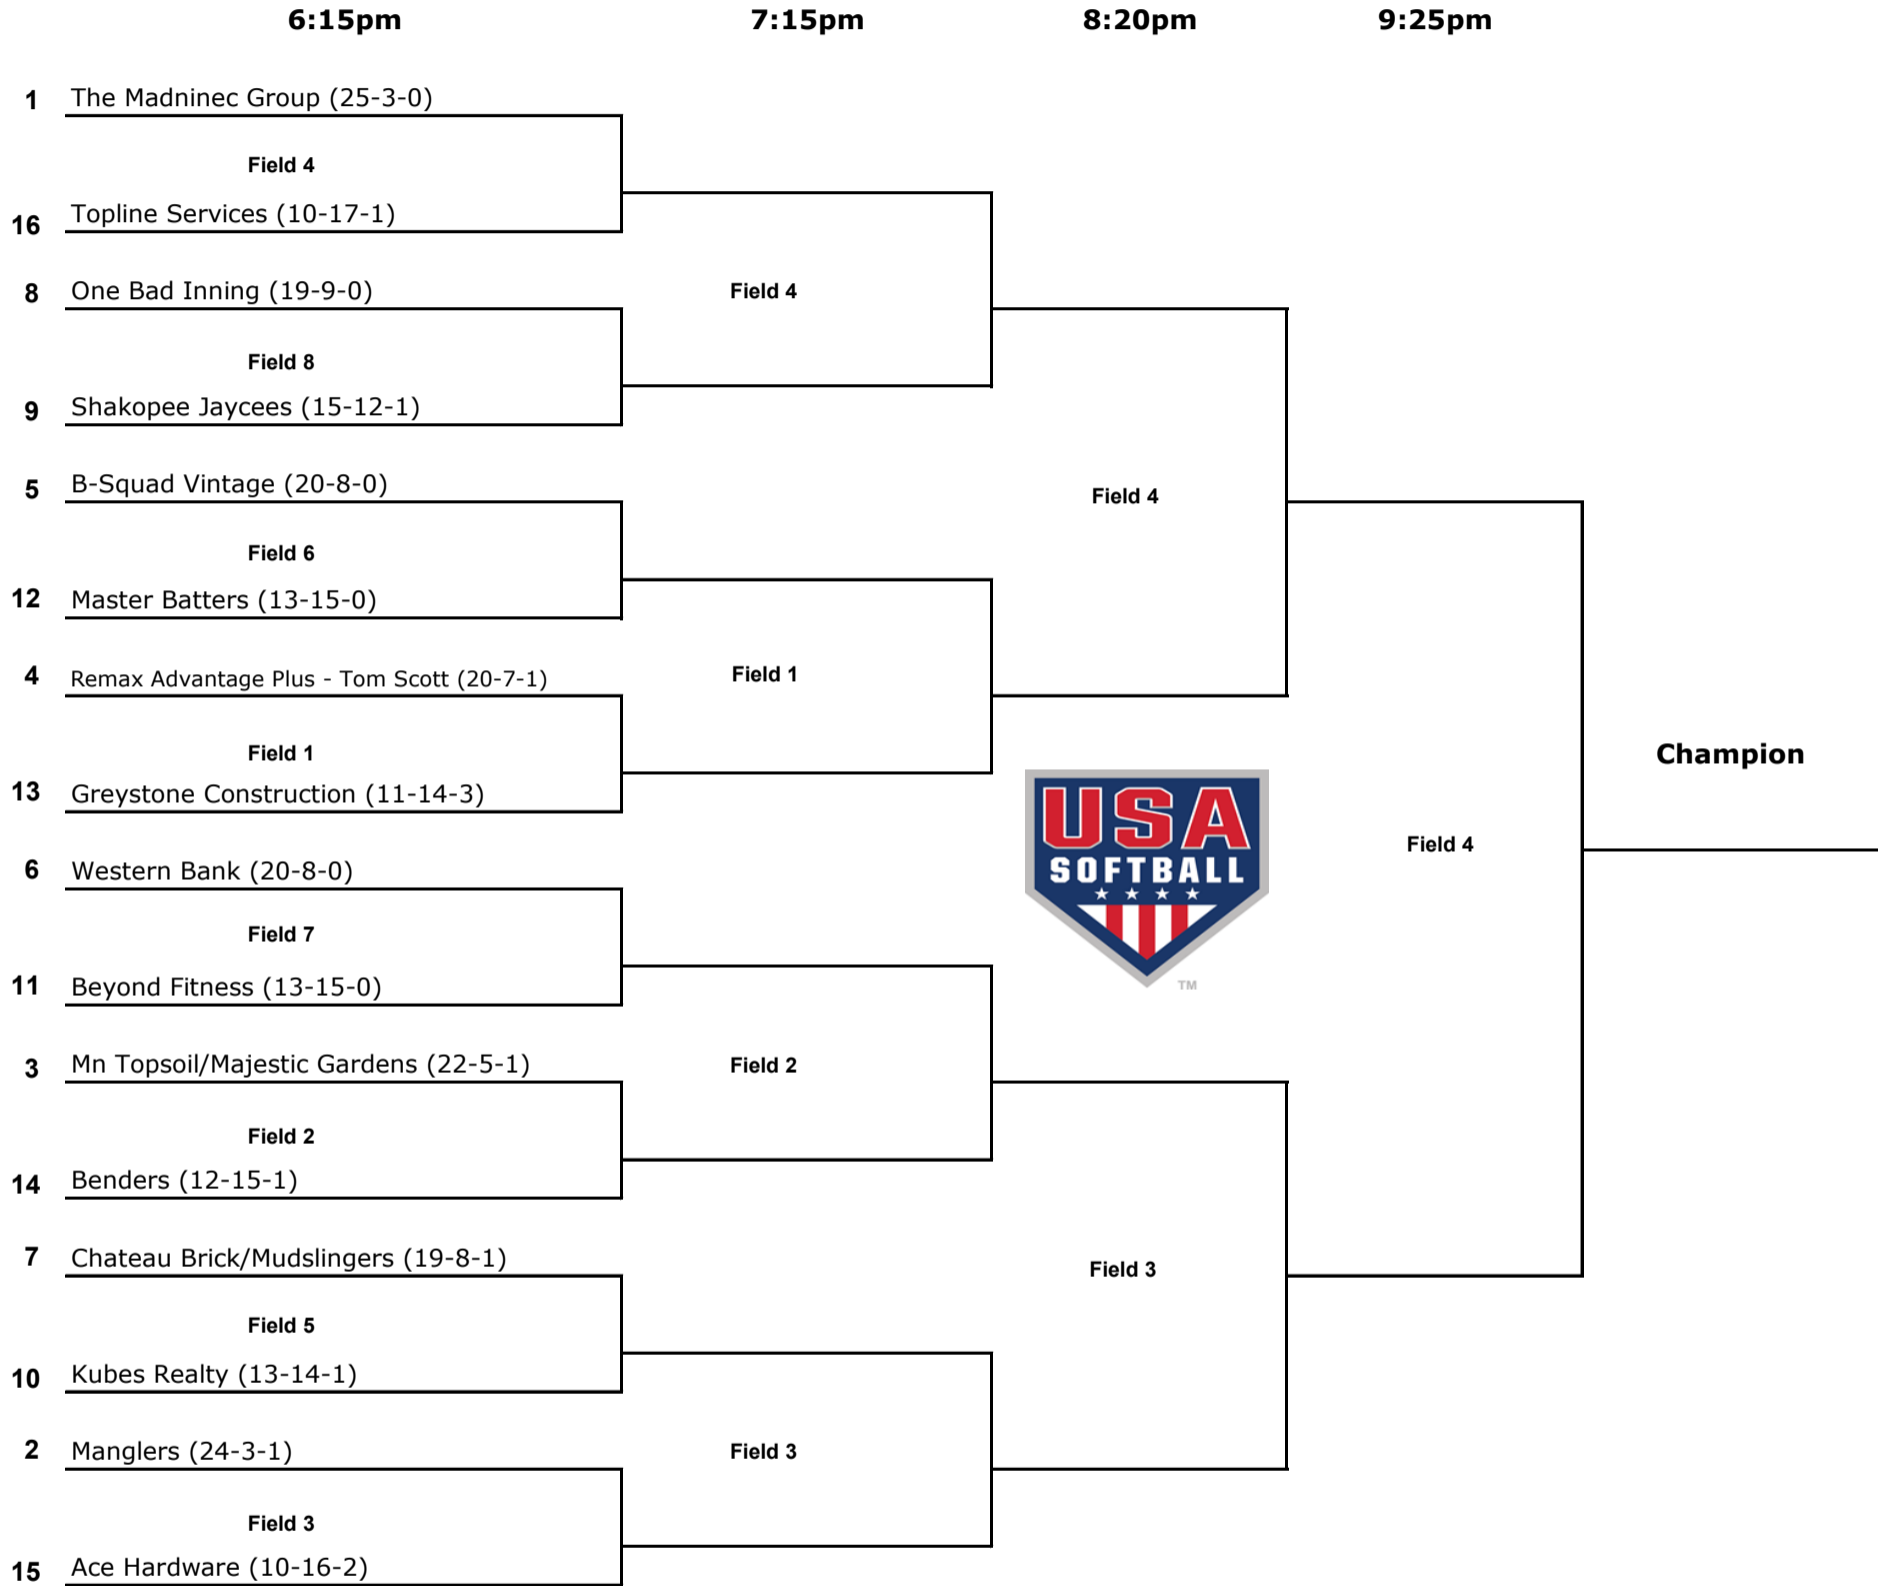 6:15pm 7:15pm 8:20pm 9:25pm
1 The Madninec Group (25-3-0)
Field 4
16 Topline Services (10-17-1)
8 One Bad Inning (19-9-0)
Field 4
Field 8
9 Shakopee Jaycees (15-12-1)
5 B-Squad Vintage (20-8-0)
Field 4
Field 6
12 Master Batters (13-15-0)
4 Remax Advantage Plus - Tom Scott (20-7-1)
Field 1
Field 1
Champion
13 Greystone Construction (11-14-3)
USA
SOFTBALL
TM
Field 4
6 Western Bank (20-8-0)
Field 7
11 Beyond Fitness (13-15-0)
3 Mn Topsoil/Majestic Gardens (22-5-1)
Field 2
Field 2
14 Benders (12-15-1)
7 Chateau Brick/Mudslingers (19-8-1)
Field 3
Field 5
10 Kubes Realty (13-14-1)
2 Manglers (24-3-1)
Field 3
Field 3
15 Ace Hardware (10-16-2)